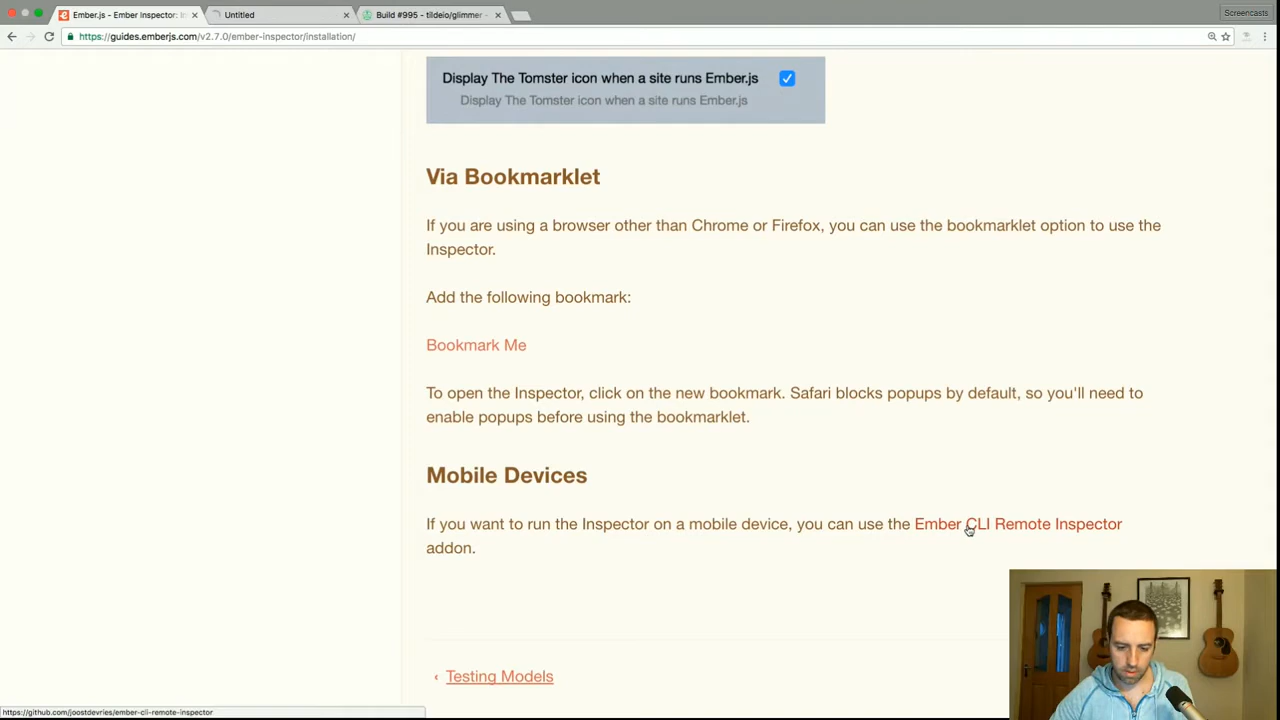 Ember.js - Ember Inspector: In
Untitled
Build #995 - tildeio/glimmer -
Screencasts
https://guides.emberjs.com/v2.7.0/ember-inspector/installation/
Display The Tomster icon when a site runs Ember.js
Display The Tomster icon when a site runs Ember.js
Via Bookmarklet
If you are using a browser other than Chrome or Firefox, you can use the bookmarklet option to use the
Inspector.
Add the following bookmark:
Bookmark Me
To open the Inspector, click on the new bookmark. Safari blocks popups by default, so you'll need to
enable popups before using the bookmarklet.
Mobile Devices
If you want to run the Inspector on a mobile device, you can use the Ember CLI Remote Inspector
addon.
‹ Testing Models
https://github.com/joostdevries/ember-cli-remote-inspector